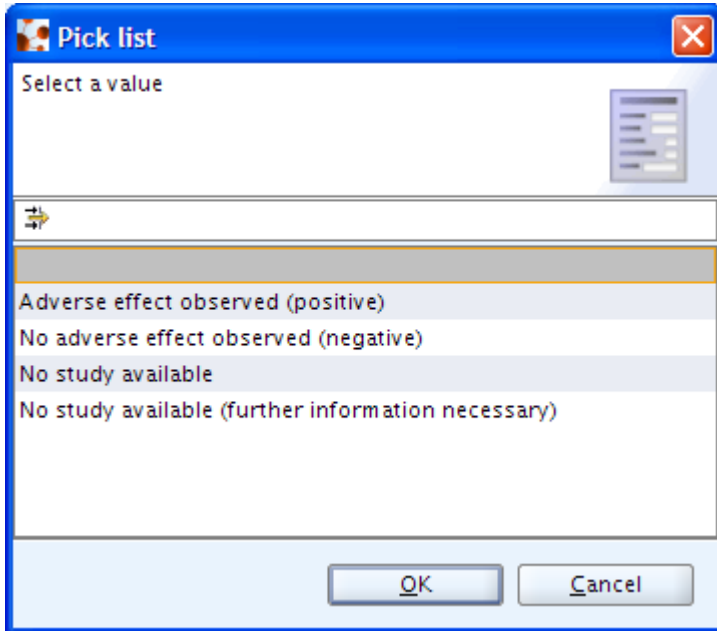 Pick list
Select a value
Adverse effect observed (positive)
No adverse effect observed (negative)
No study available
No study available (further information necessary)
OK
Cancel